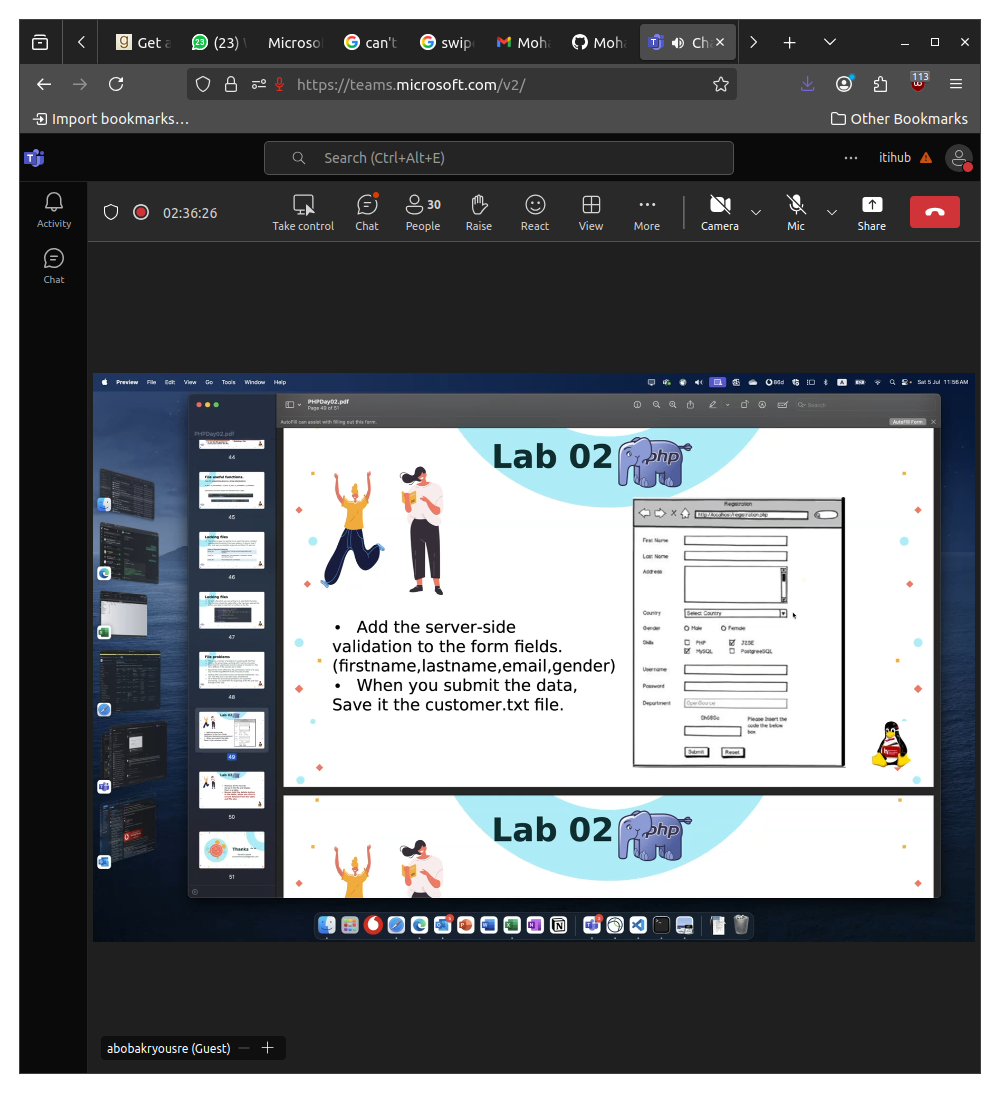 Get a
(23)
Microso
can't
swip
Moha
Moha
Ch
https://teams.microsoft.com/v2/
113
Import bookmarks...
Other Bookmarks
Search (Ctrl+Alt+E)
itihub
Activity
Chat
02:36:26
Take control
Chat
30
People
Raise
React
View
More
Camera
Mic
Share
Preview File Edit View Go Tools Window Help
Sat 5 Jul 11:56 AM
PHPDay02.pdf
Page 49 of 51
Search
AutoFill can assist with filling out this form.
AutoFill Form
PHPDay02.pdf
44
File useful functions.
45
Locking files
46
Locking files
47
File problems
48
Lab 02
49
Lab 02
50
Thanks
51
Lab 02
php
• Add the server-side
validation to the form fields.
(firstname,lastname,email,gender)
• When you submit the data,
Save it the customer.txt file.
Registration
http://localhost/registration.php
First Name
Last Name
Address
Country
Select Country
Gender
Male
Female
Skills
PHP
J2SE
MySQL
PostgreeSQL
Username
Password
Department
OpenSource
Sh68Sa
Please Insert the
code the below
box
Submit
Reset
Lab 02
php
abobakryousre (Guest)